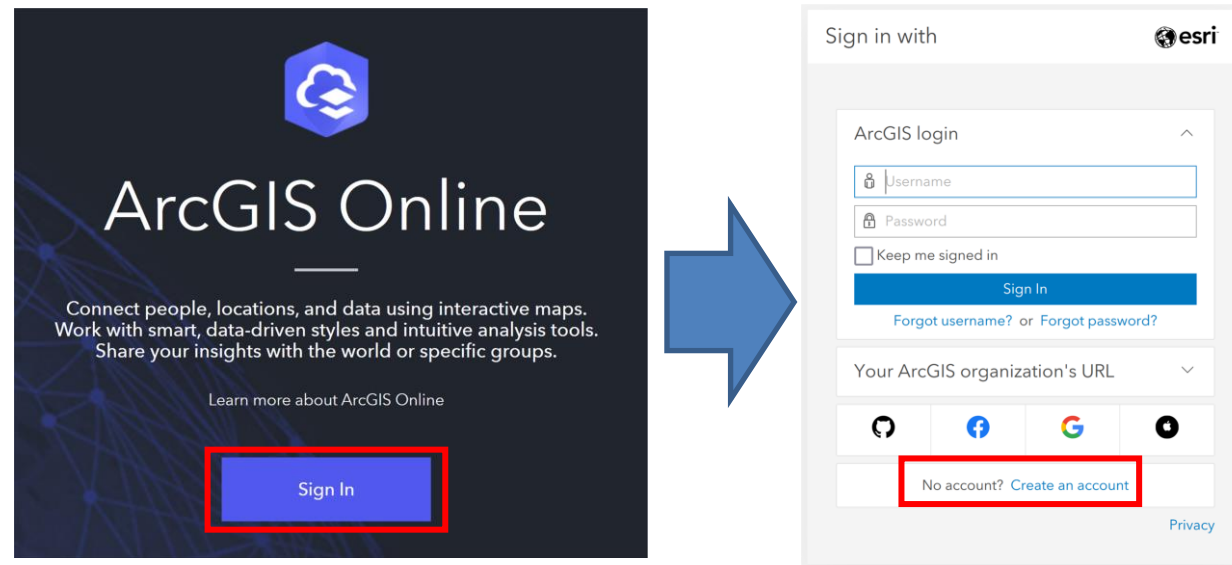 ArcGIS Online
Connect people, locations, and data using interactive maps.
Work with smart, data-driven styles and intuitive analysis tools.
Share your insights with the world or specific groups.
Learn more about ArcGIS Online
Sign In
Sign in with
esri
ArcGIS login
Username
Password
Keep me signed in
Sign In
Forgot username? or Forgot password?
Your ArcGIS organization's URL
No account? Create an account
Privacy